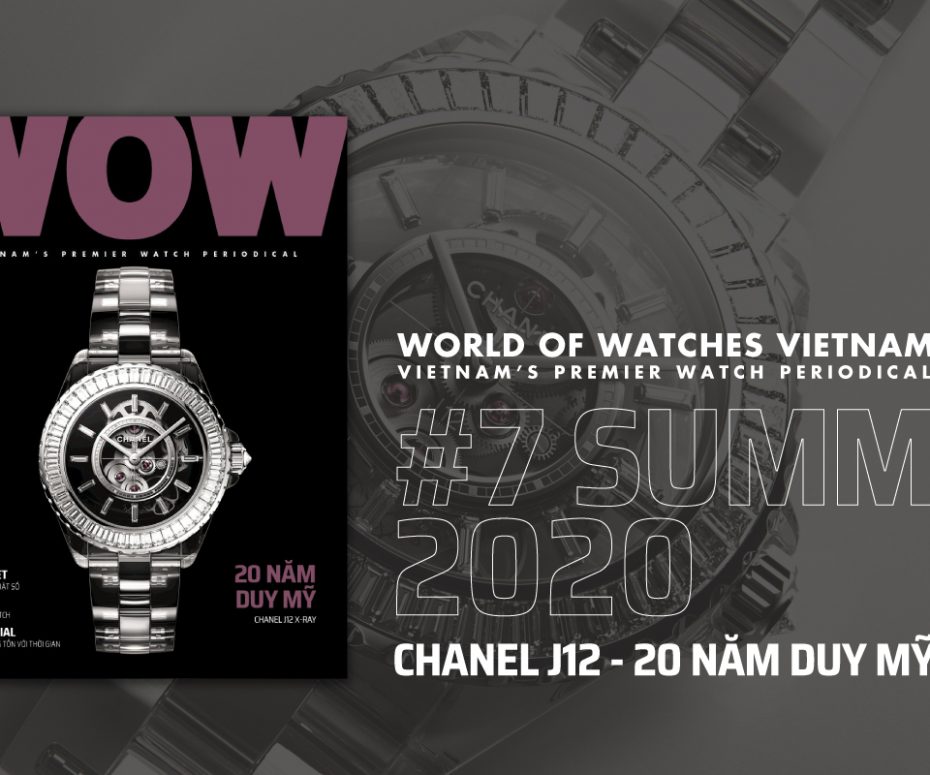 WOW
NAM'S PREMIER WATCH PERIODICAL
CHANEL
ET
ẶT SỐ
TCH
IAL
G TỒN VỚI THỜI GIAN
20 NĂM
DUY MỸ
CHANEL J12 X-RAY
CHANEL
WORLD OF WATCHES VIETNAM
VIETNAM'S PREMIER WATCH PERIODICAL
#7 SUMM
2020
CHANEL J12 - 20 NĂM DUY MỸ